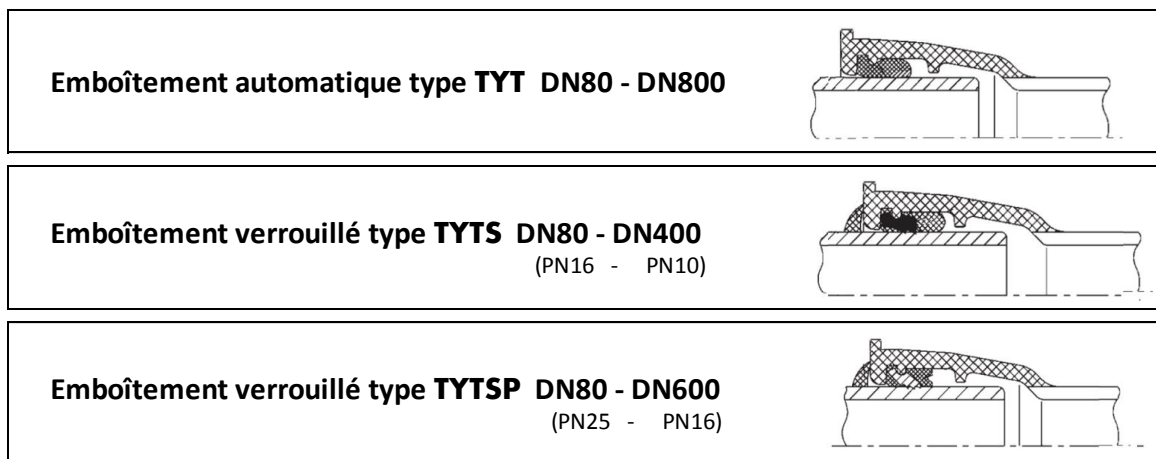 Emboîtement automatique type TYT DN80 - DN800
Emboîtement verrouillé type TYTS DN80 - DN400
(PN16 - PN10)
Emboîtement verrouillé type TYTSP DN80 - DN600
(PN25 - PN16)